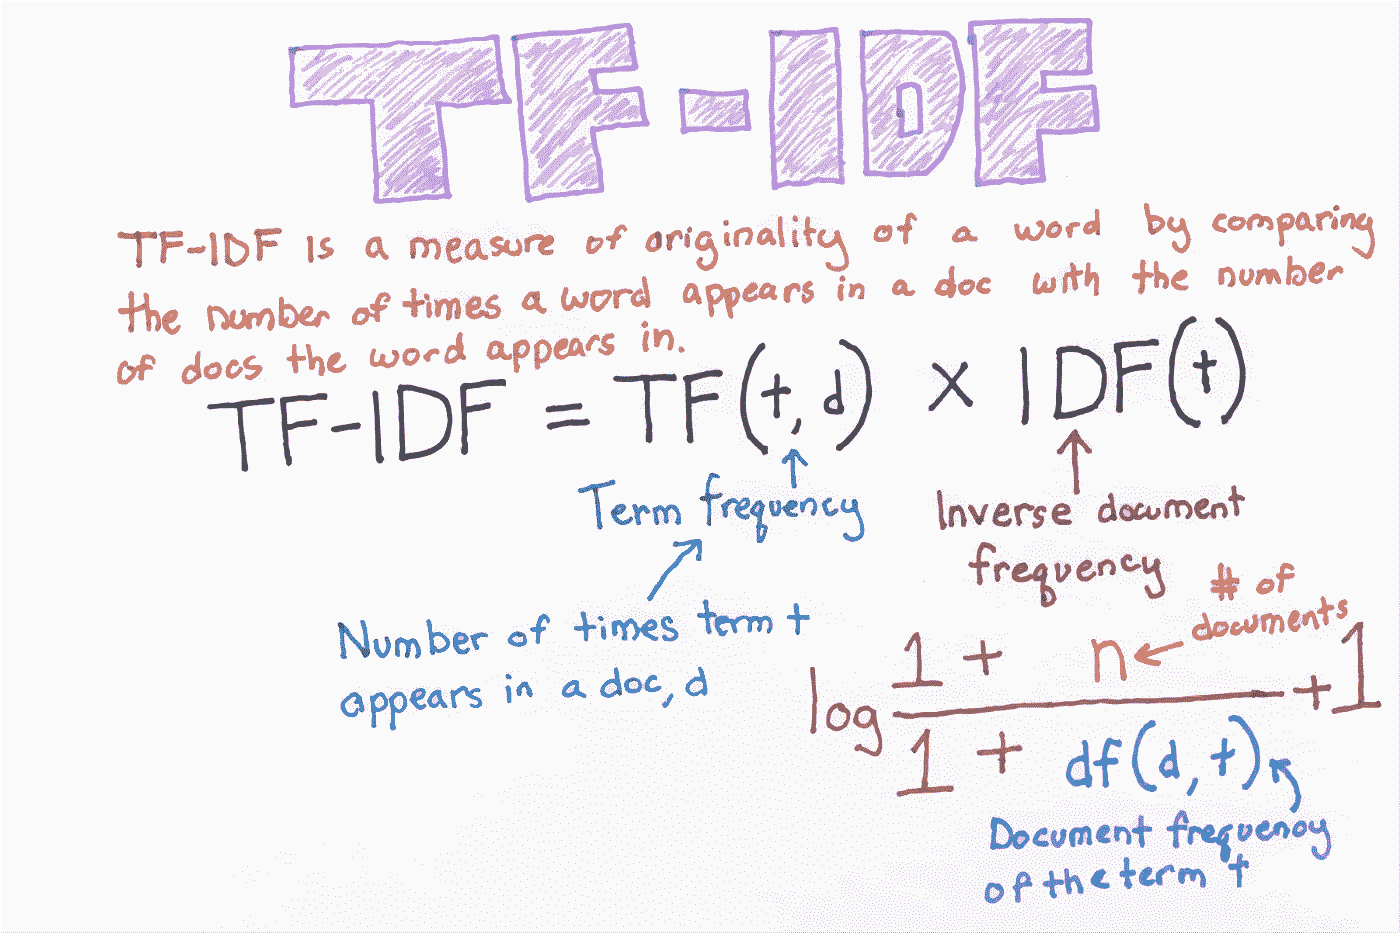 TF-IDF
TF-IDF is a measure of originality of a word by comparing
the number of times a word appears in a doc with the number
of docs the word appears in.
TF-IDF = TF(t, d) × IDF(t)
Term frequency
Inverse document
frequency
Number of times term t
appears in a doc, d
# of
documents
1 + n
log + 1
1 + df(d, t)
Document frequency
of the term t